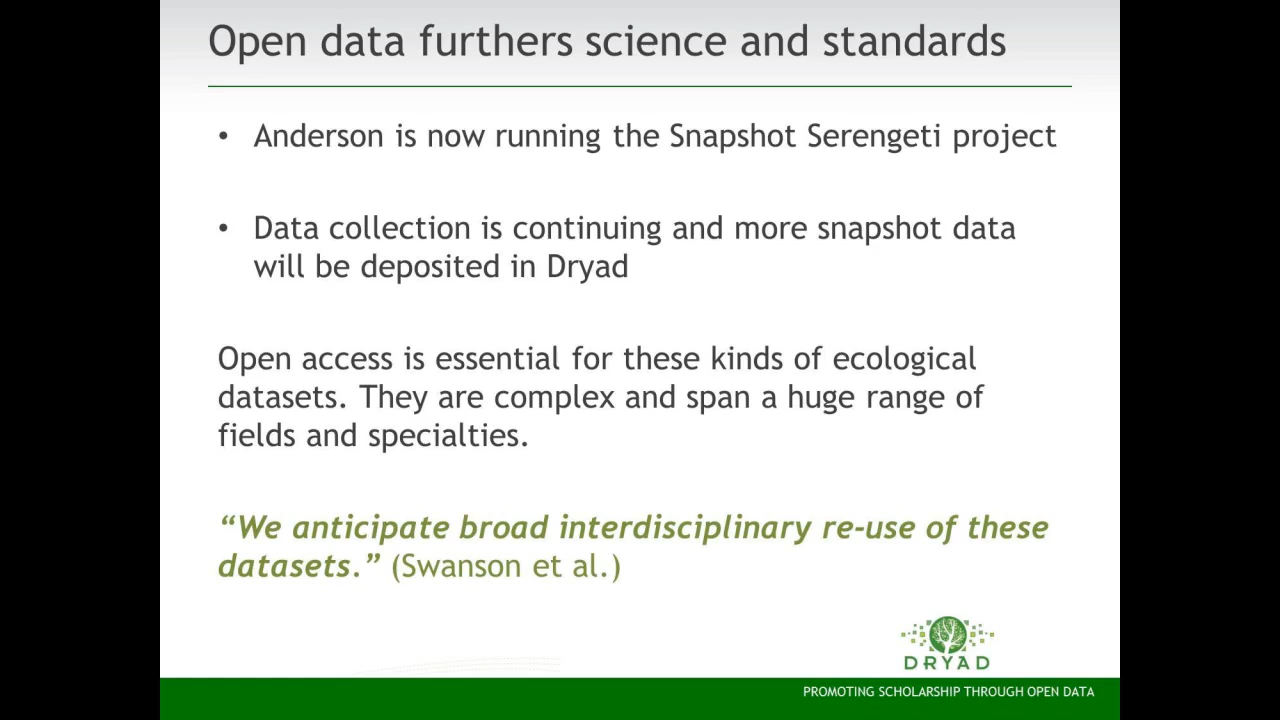 Open data furthers science and standards
• Anderson is now running the Snapshot Serengeti project
• Data collection is continuing and more snapshot data
will be deposited in Dryad
Open access is essential for these kinds of ecological
datasets. They are complex and span a huge range of
fields and specialties.
“We anticipate broad interdisciplinary re-use of these
datasets.” (Swanson et al.)
DRYAD
PROMOTING SCHOLARSHIP THROUGH OPEN DATA